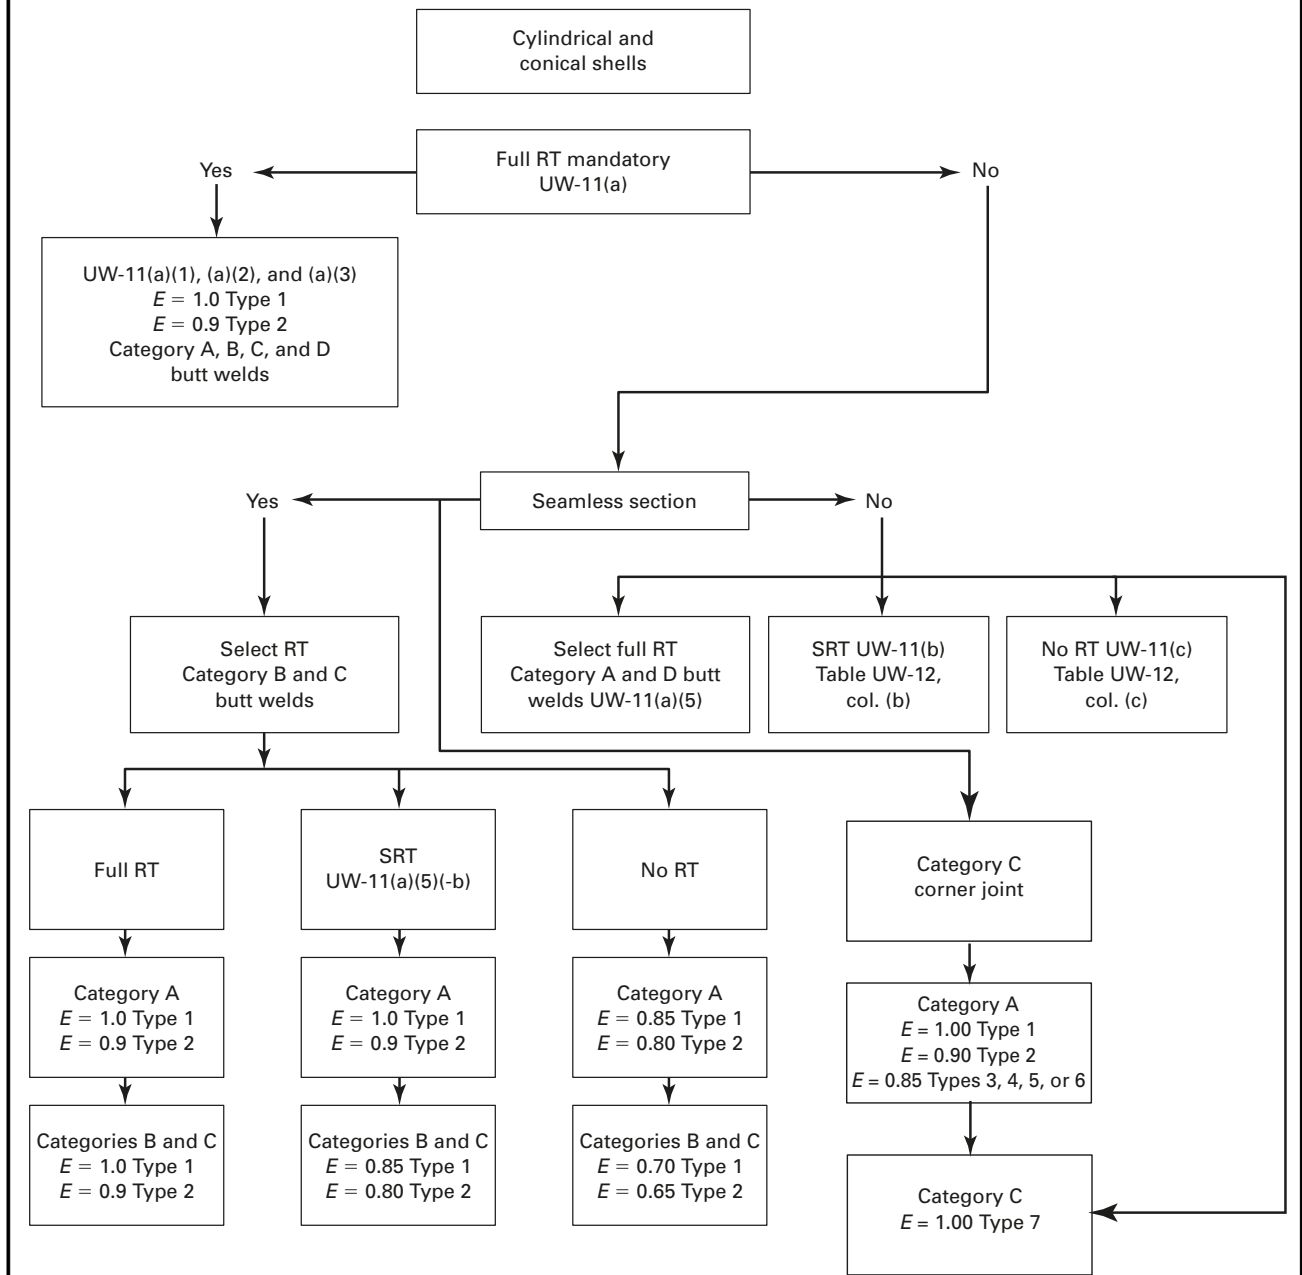 Cylindrical and
conical shells
Full RT mandatory
UW-11(a)
Yes
No
UW-11(a)(1), (a)(2), and (a)(3)
E = 1.0 Type 1
E = 0.9 Type 2
Category A, B, C, and D
butt welds
Seamless section
Yes
No
Select RT
Category B and C
butt welds
Select full RT
Category A and D butt
welds UW-11(a)(5)
SRT UW-11(b)
Table UW-12,
col. (b)
No RT UW-11(c)
Table UW-12,
col. (c)
Full RT
SRT
UW-11(a)(5)(-b)
No RT
Category C
corner joint
Category A
E = 1.0 Type 1
E = 0.9 Type 2
Category A
E = 1.0 Type 1
E = 0.9 Type 2
Category A
E = 0.85 Type 1
E = 0.80 Type 2
Category A
E = 1.00 Type 1
E = 0.90 Type 2
E = 0.85 Types 3, 4, 5, or 6
Categories B and C
E = 1.0 Type 1
E = 0.9 Type 2
Categories B and C
E = 0.85 Type 1
E = 0.80 Type 2
Categories B and C
E = 0.70 Type 1
E = 0.65 Type 2
Category C
E = 1.00 Type 7